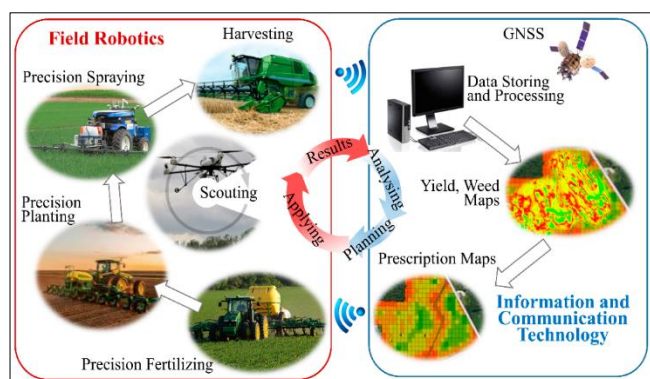 Field Robotics
Harvesting
Precision Spraying
Scouting
Precision
Planting
Precision Fertilizing
Results
Analysing
Planning
Applying
GNSS
Data Storing
and Processing
Yield, Weed
Maps
Prescription Maps
Information and
Communication
Technology